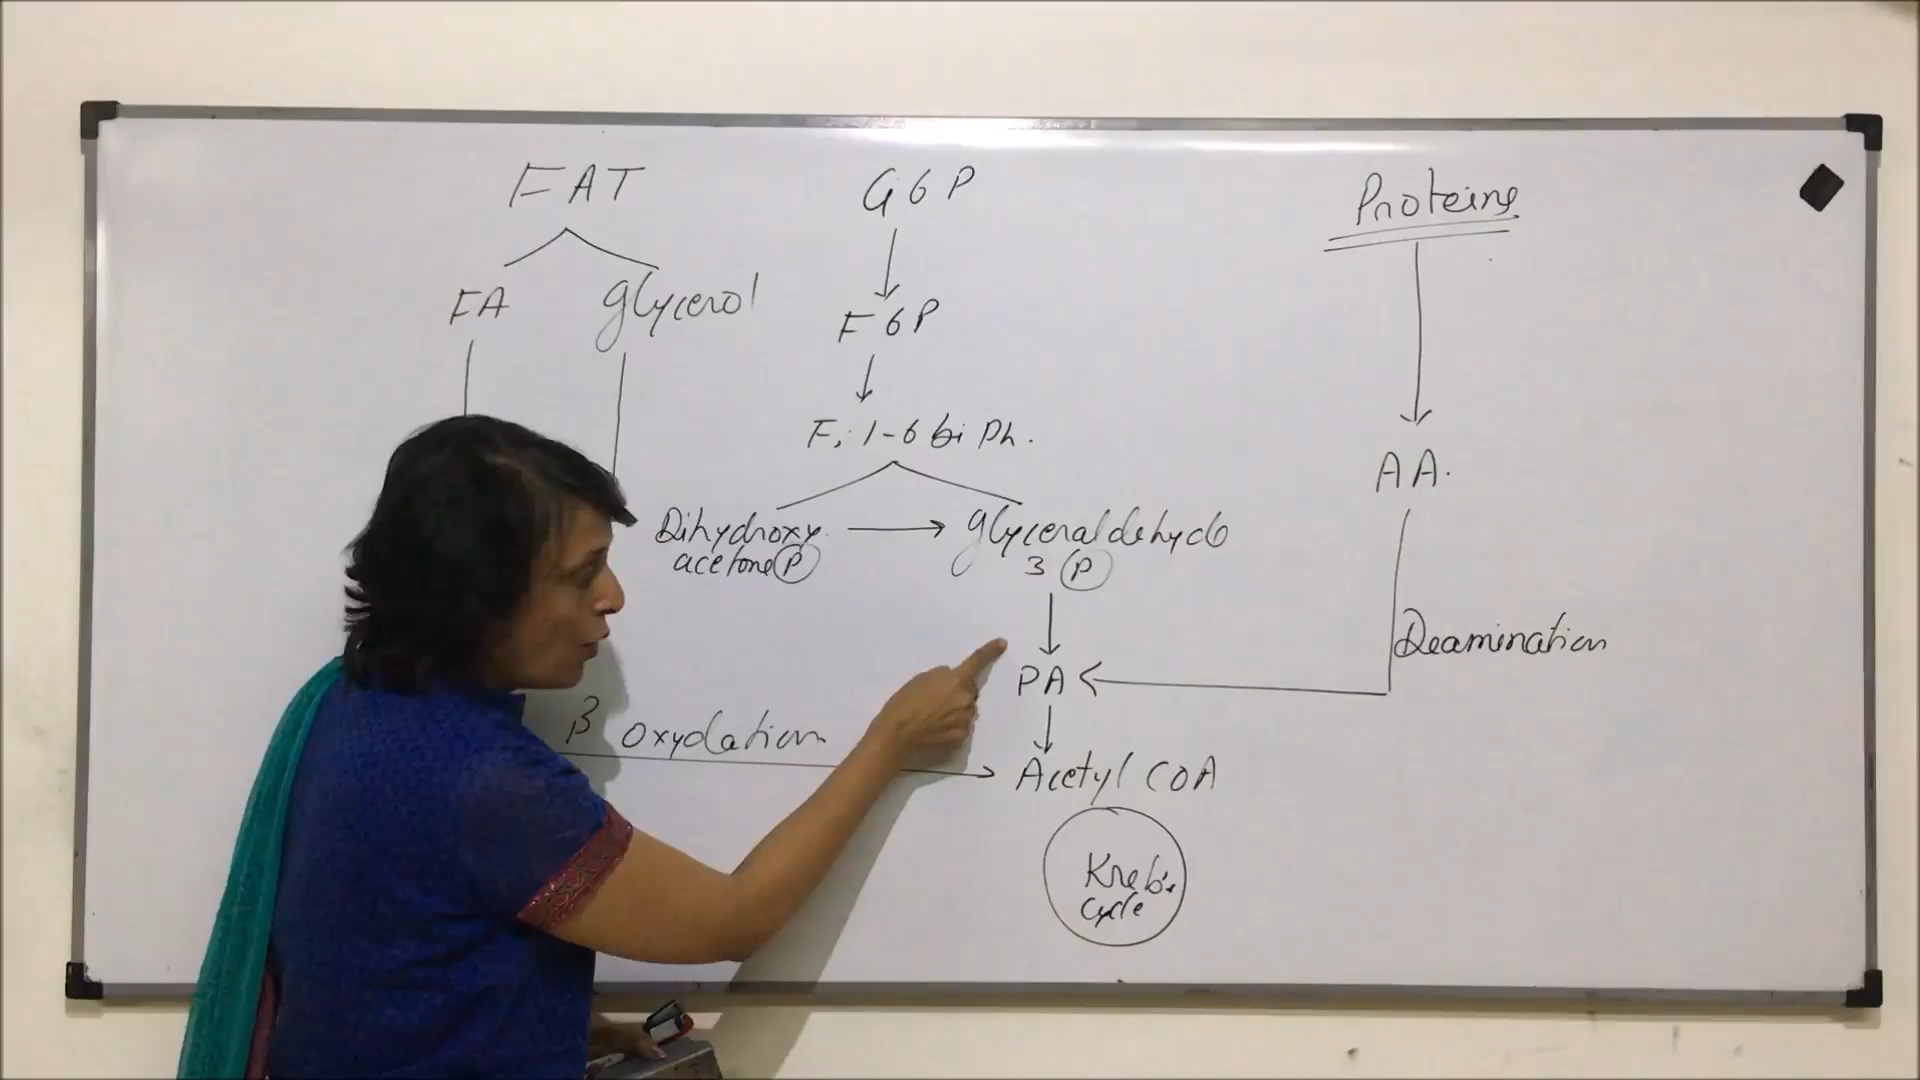 FAT
G6P
Proteins
FA
glycerol
F6P
F, 1-6 bi Ph.
AA.
Dihydroxy
acetone P
glyceraldehyde
3 P
Deamination
PA
β oxydation
Acetyl COA
Kreb's
cycle